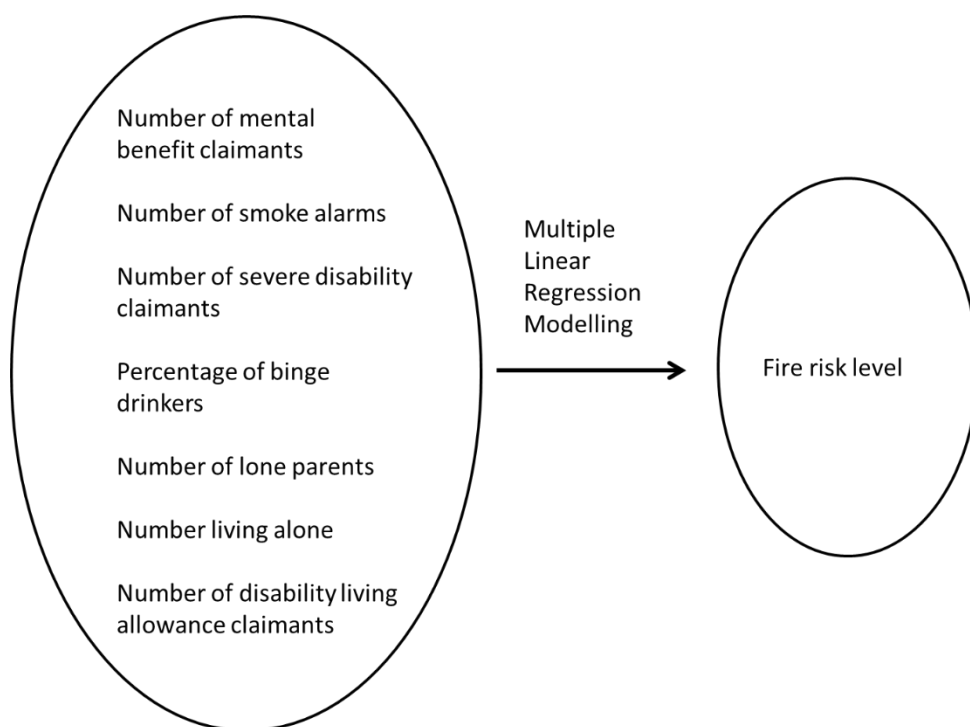 Number of mental
benefit claimants
Number of smoke alarms
Number of severe disability
claimants
Percentage of binge
drinkers
Number of lone parents
Number living alone
Number of disability living
allowance claimants
Multiple
Linear
Regression
Modelling
Fire risk level